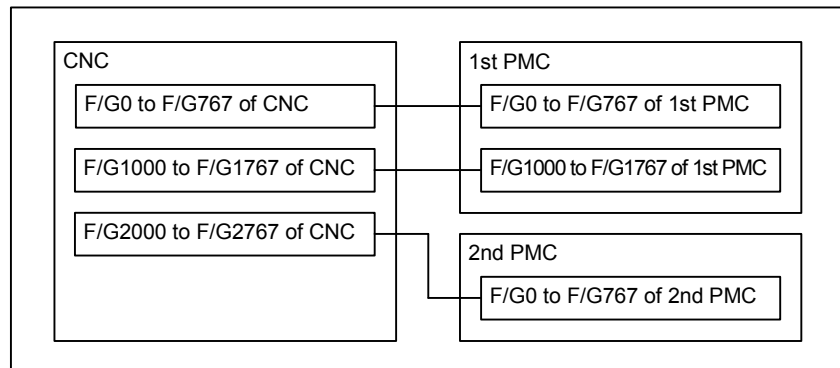 CNC
F/G0 to F/G767 of CNC
F/G1000 to F/G1767 of CNC
F/G2000 to F/G2767 of CNC
1st PMC
F/G0 to F/G767 of 1st PMC
F/G1000 to F/G1767 of 1st PMC
2nd PMC
F/G0 to F/G767 of 2nd PMC